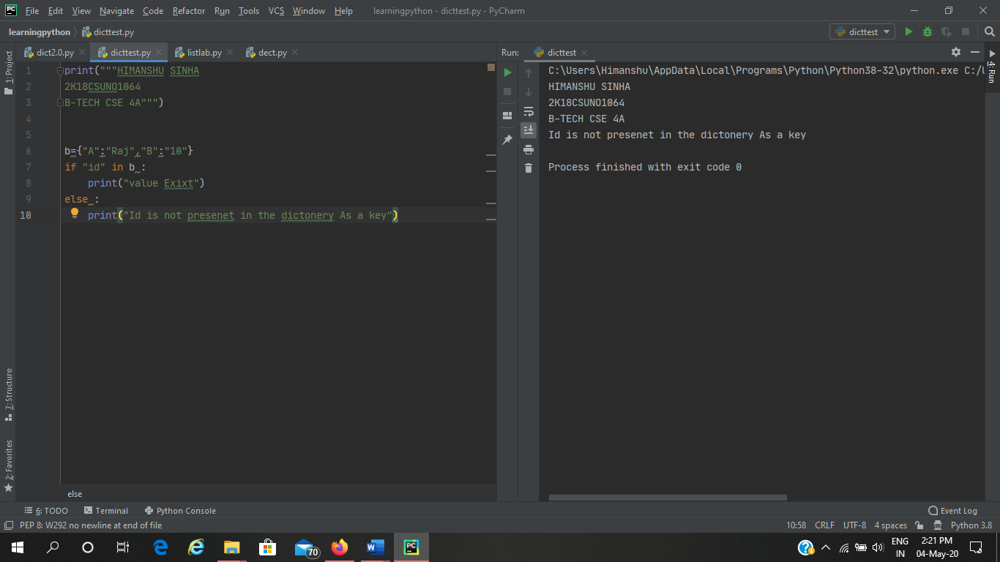 PC File Edit View Navigate Code Refactor Run Tools VCS Window Help learningpython - dicttest.py - PyCharm
learningpython dicttest.py dicttest
dict2.0.py dicttest.py listlab.py dect.py Run: dicttest
1: Project
4: Run
1 print("""HIMANSHU SINHA
2 2K18CSUNO1064
3 B-TECH CSE 4A""")
4
5
6 b={"A":"Raj","B":"10"}
7 if "id" in b :
8 print("value Exixt")
9 else :
10 print("Id is not presenet in the dictonery As a key")
C:\Users\Himanshu\AppData\Local\Programs\Python\Python38-32\python.exe C:/
HIMANSHU SINHA
2K18CSUNO1064
B-TECH CSE 4A
Id is not presenet in the dictonery As a key
Process finished with exit code 0
7: Structure
2: Favorites
else
6: TODO Terminal Python Console Event Log
PEP 8: W292 no newline at end of file 10:58 CRLF UTF-8 4 spaces Python 3.8
70 W PC ENG 2:21 PM
IN 04-May-20